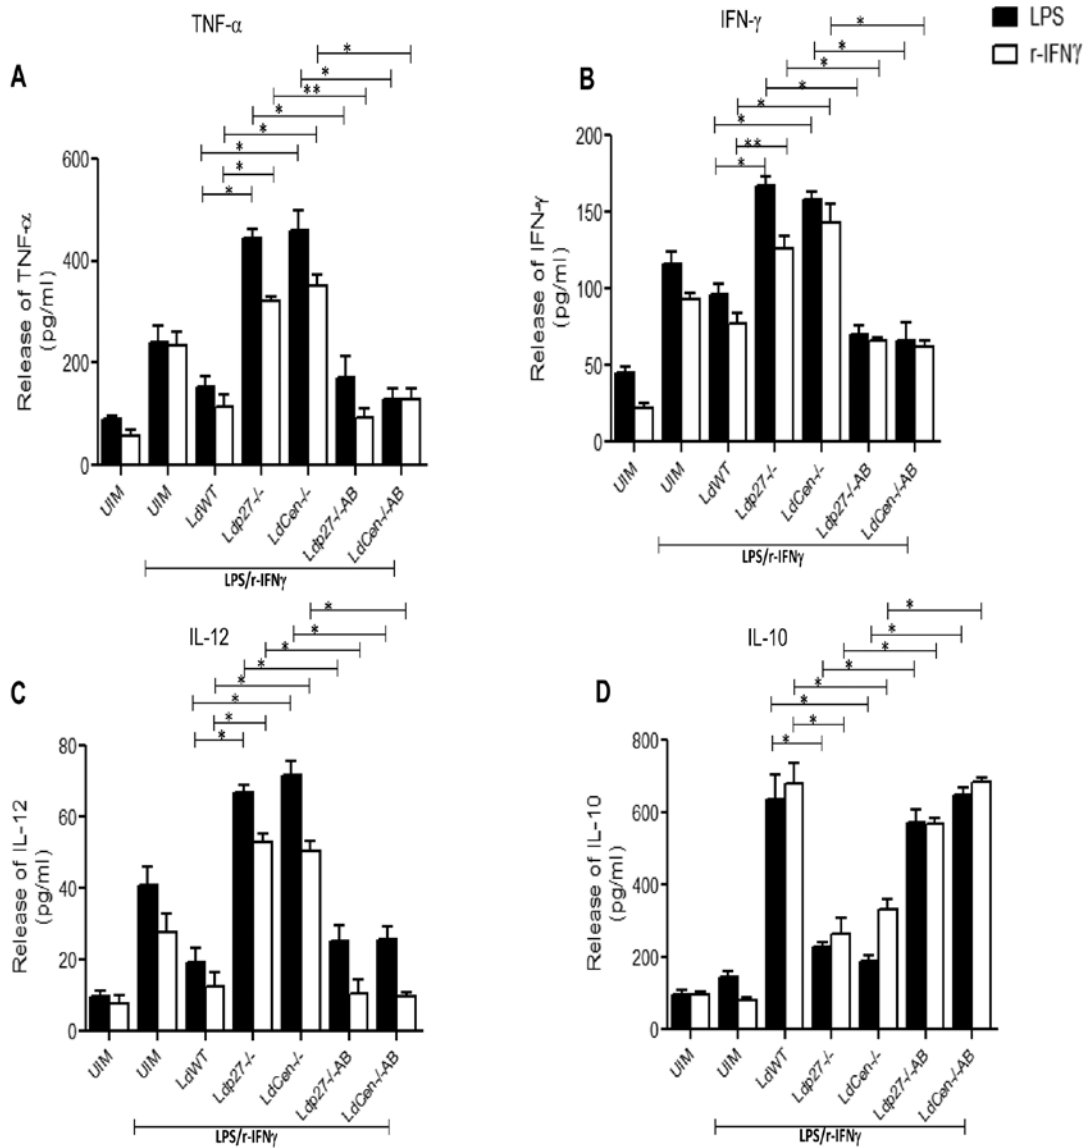 TNF-α
IFN-γ
LPS
r-IFNγ
A
*
*
**
*
*
*
*
*
Release of TNF-α
(pg/ml)
600
400
200
0
UIM
UIM
LdWT
Ldp27-/-
LdCen-/-
Ldp27-/-AB
LdCen-/-AB
LPS/r-IFNγ
B
*
*
*
*
*
*
**
*
Release of IFN-γ
(pg/ml)
200
150
100
50
0
UIM
UIM
LdWT
Ldp27-/-
LdCen-/-
Ldp27-/-AB
LdCen-/-AB
LPS/r-IFNγ
IL-12
C
*
*
*
*
*
*
*
*
Release of IL-12
(pg/ml)
80
60
40
20
0
UIM
UIM
LdWT
Ldp27-/-
LdCen-/-
Ldp27-/-AB
LdCen-/-AB
LPS/r-IFNγ
IL-10
D
*
*
*
*
*
*
*
*
Release of IL-10
(pg/ml)
800
600
400
200
0
UIM
UIM
LdWT
Ldp27-/-
LdCen-/-
Ldp27-/-AB
LdCen-/-AB
LPS/r-IFNγ